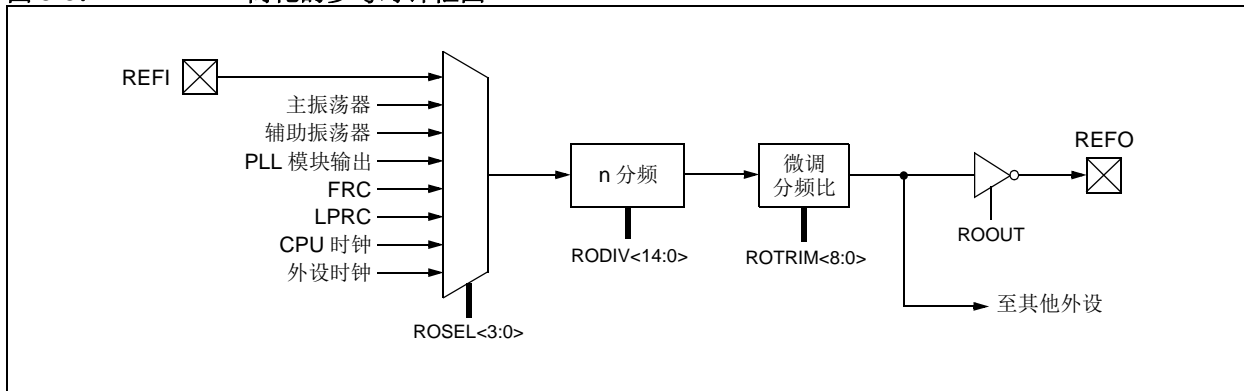 REFI
主振荡器
辅助振荡器
PLL 模块输出
FRC
LPRC
CPU 时钟
外设时钟
ROSEL<3:0>
n 分频
RODIV<14:0>
微调
分频比
ROTRIM<8:0>
ROOUT
REFO
至其他外设